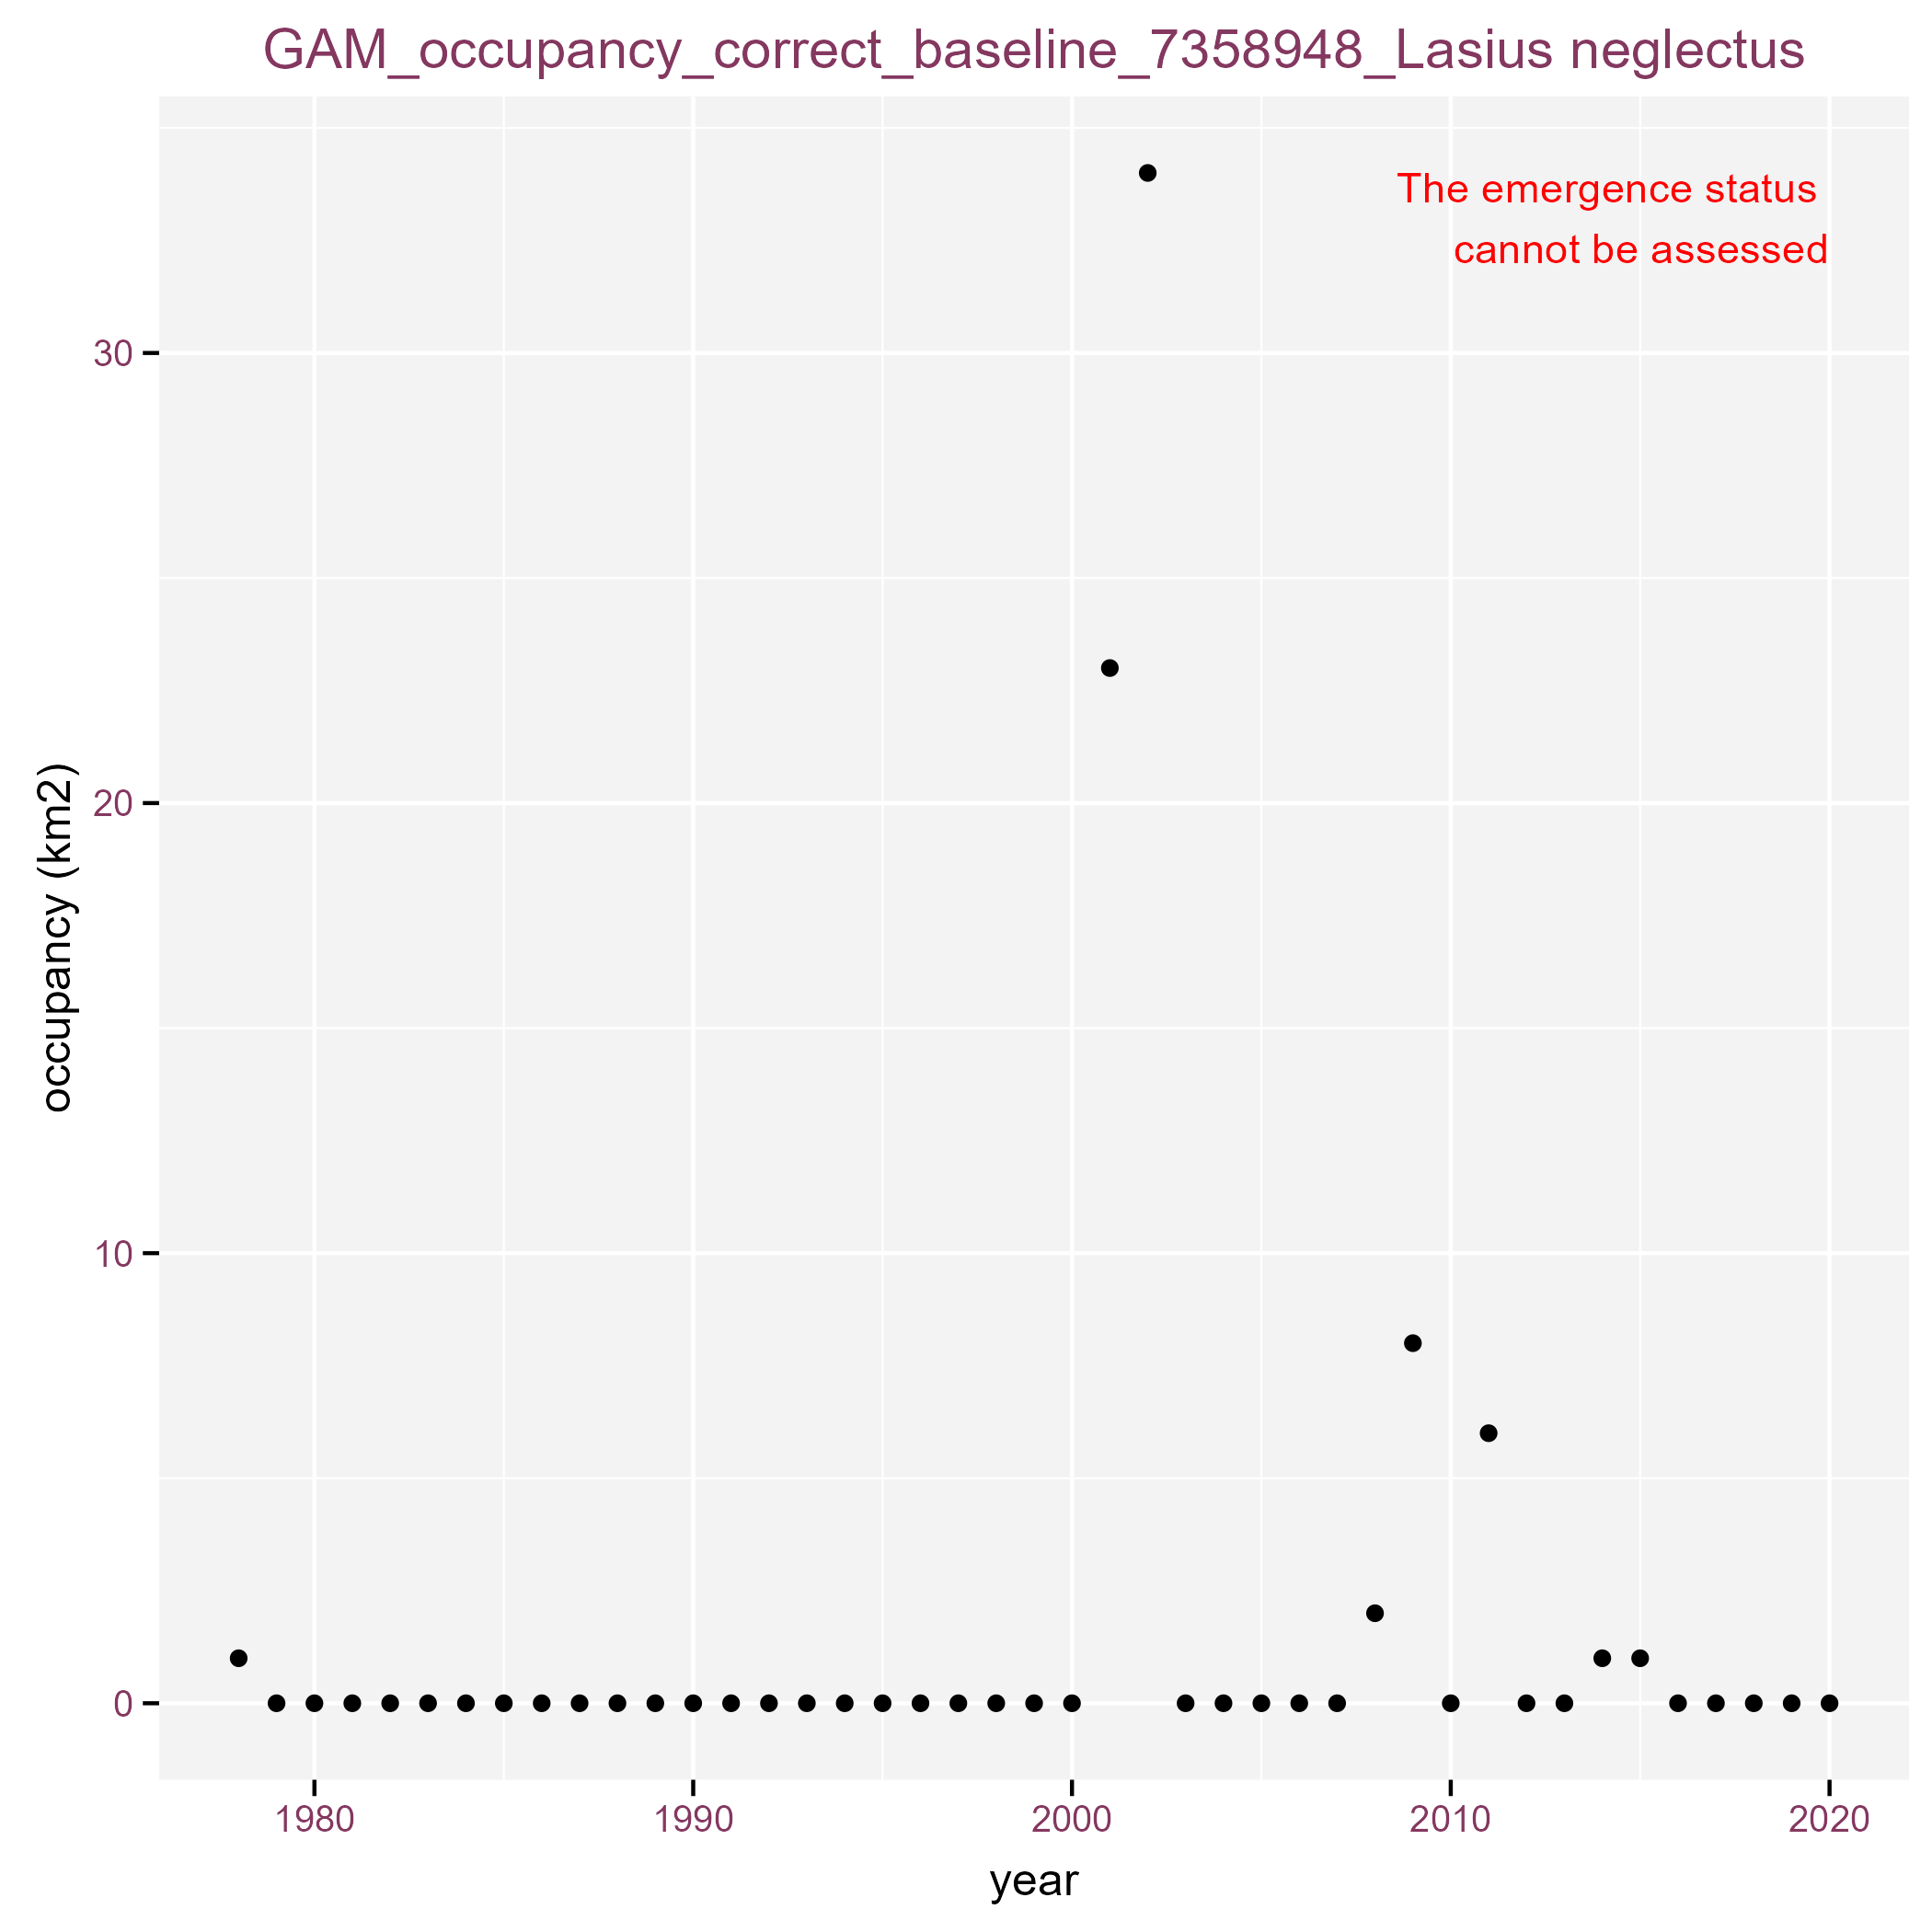 GAM_occupancy_correct_baseline_7358948_Lasius neglectus
The emergence status
cannot be assessed
30
20
10
0
occupancy (km2)
1980 1990 2000 2010 2020
year